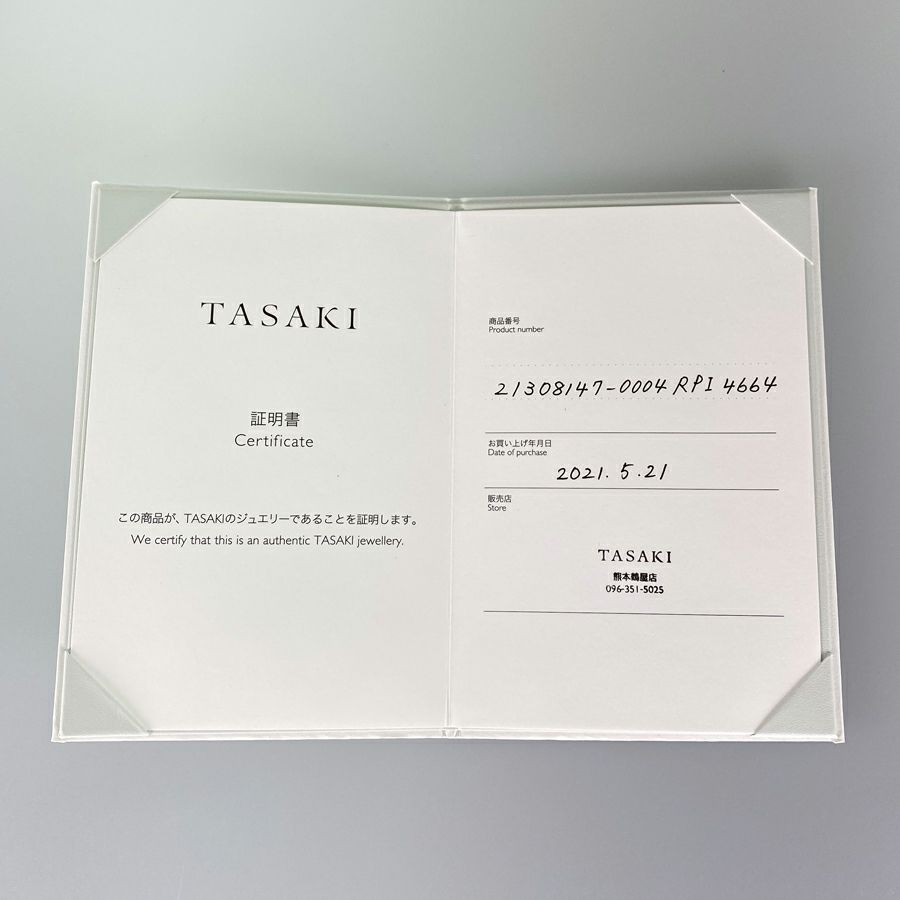 TASAKI
証明書
Certificate
この商品が、TASAKIのジュエリーであることを証明します。
We certify that this is an authentic TASAKI jewellery.
商品番号
Product number
21308147-0004 RPI 4664
お買い上げ年月日
Date of purchase
2021. 5. 21
販売店
Store
TASAKI
熊本鶴屋店
096-351-5025